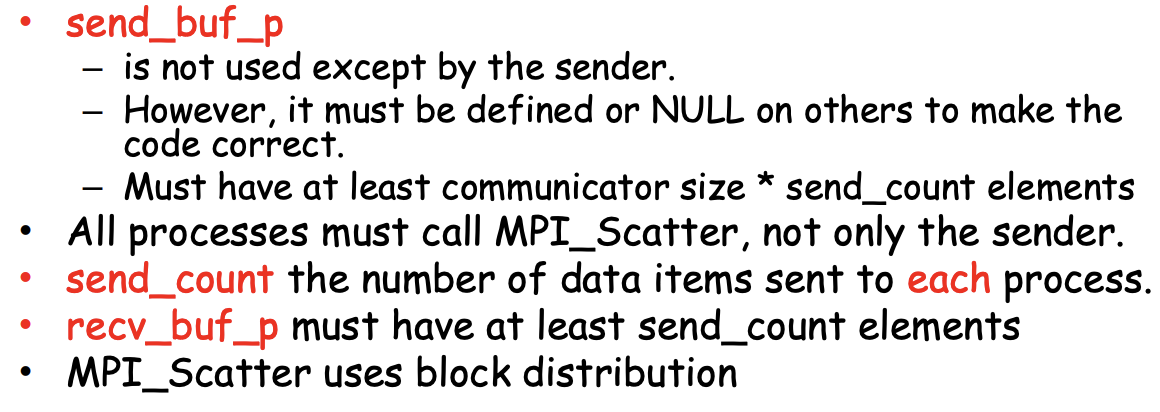 • send_buf_p
– is not used except by the sender.
– However, it must be defined or NULL on others to make the
code correct.
– Must have at least communicator size * send_count elements
• All processes must call MPI_Scatter, not only the sender.
• send_count the number of data items sent to each process.
• recv_buf_p must have at least send_count elements
• MPI_Scatter uses block distribution